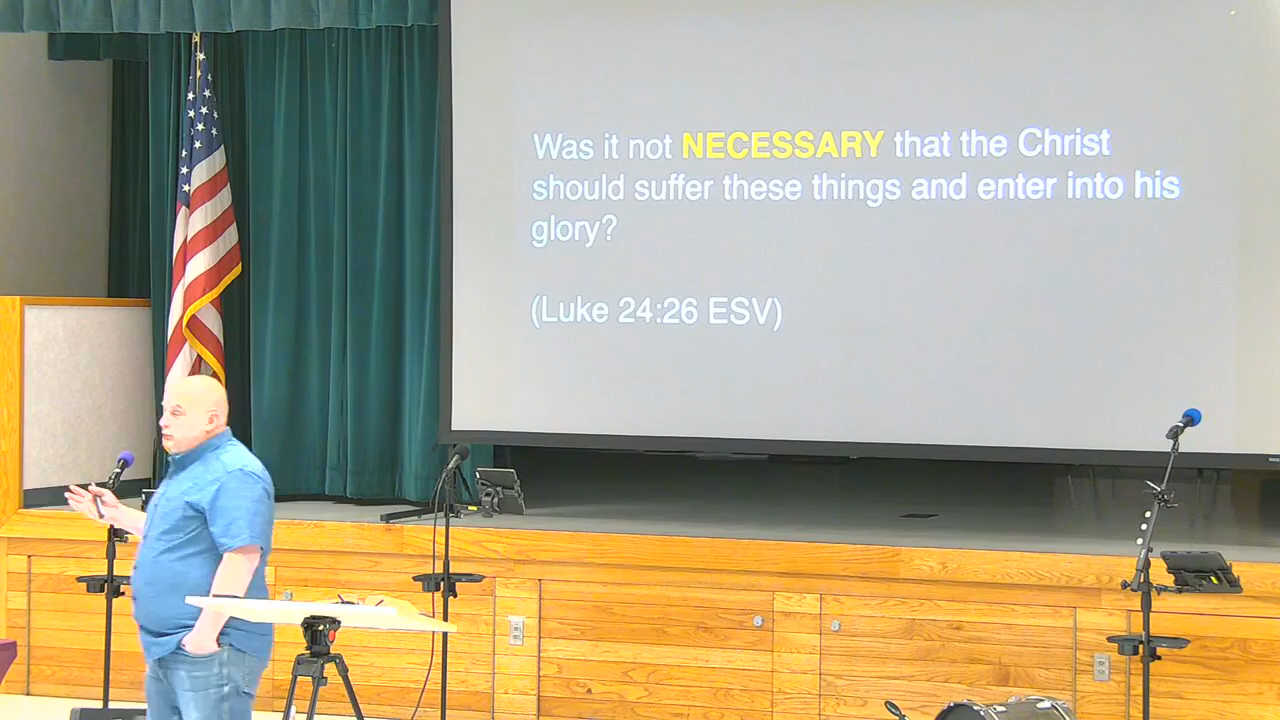 Was it not NECESSARY that the Christ
should suffer these things and enter into his
glory?
(Luke 24:26 ESV)